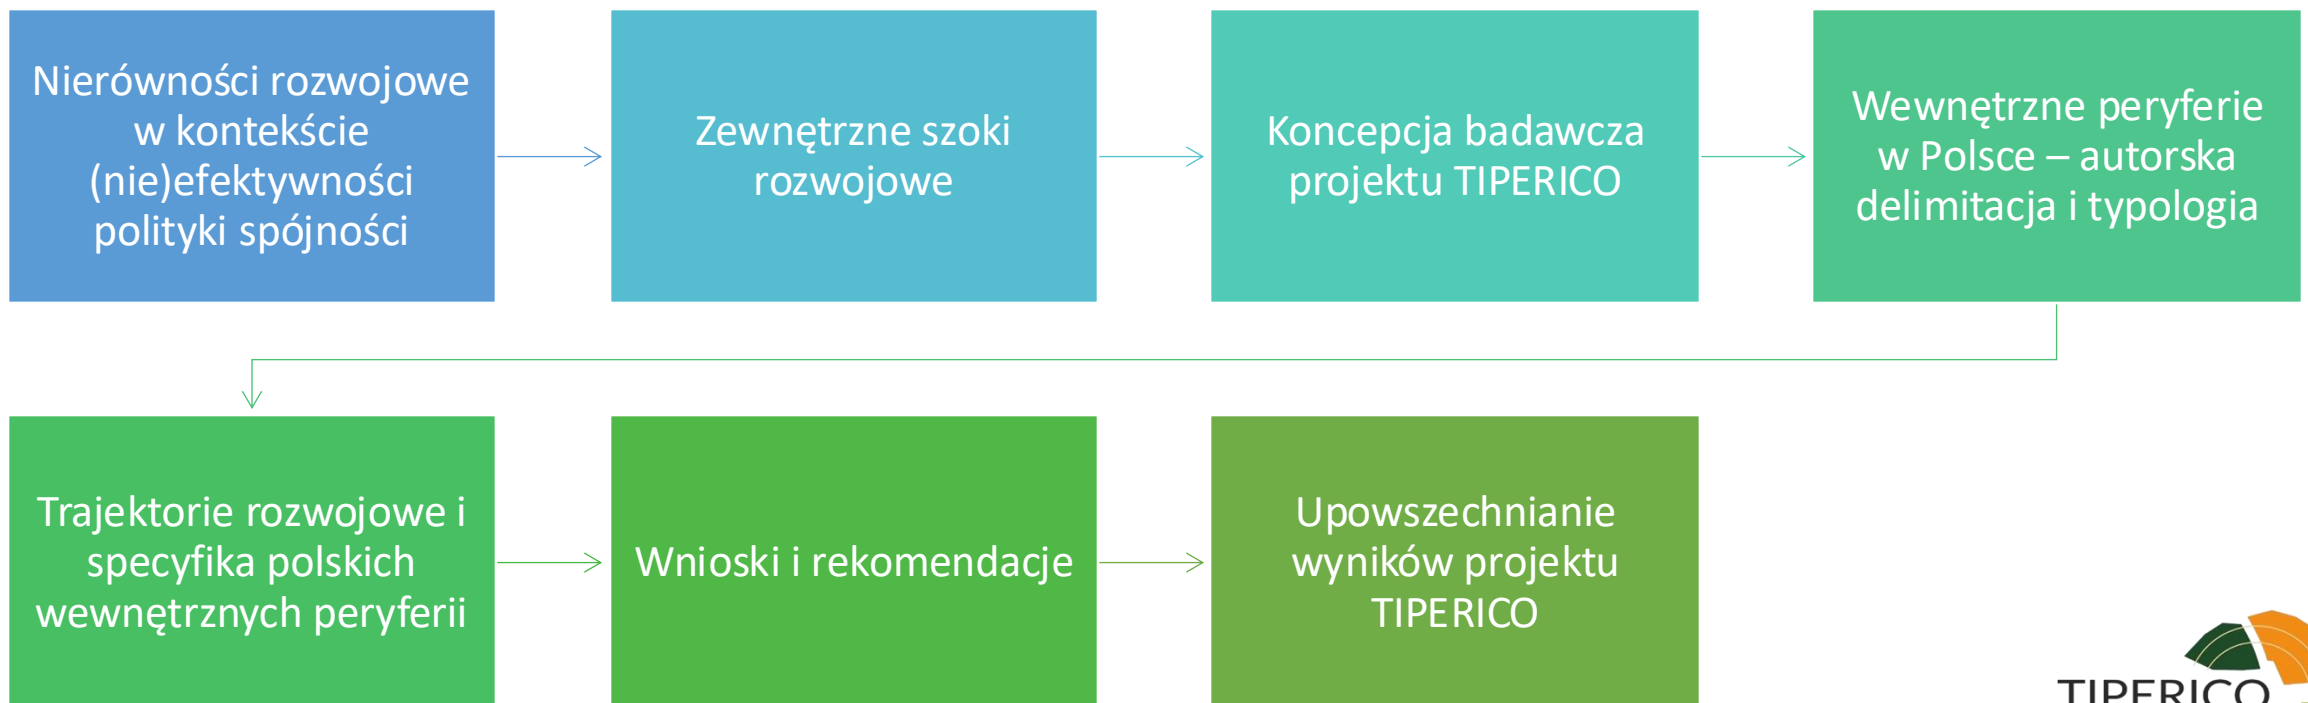 Nierówności rozwojowe
w kontekście
(nie)efektywności
polityki spójności
Zewnętrzne szoki
rozwojowe
Koncepcja badawcza
projektu TIPERICO
Wewnętrzne peryferie
w Polsce – autorska
delimitacja i typologia
Trajektorie rozwojowe i
specyfika polskich
wewnętrznych peryferii
Wnioski i rekomendacje
Upowszechnianie
wyników projektu
TIPERICO
TIPERICO